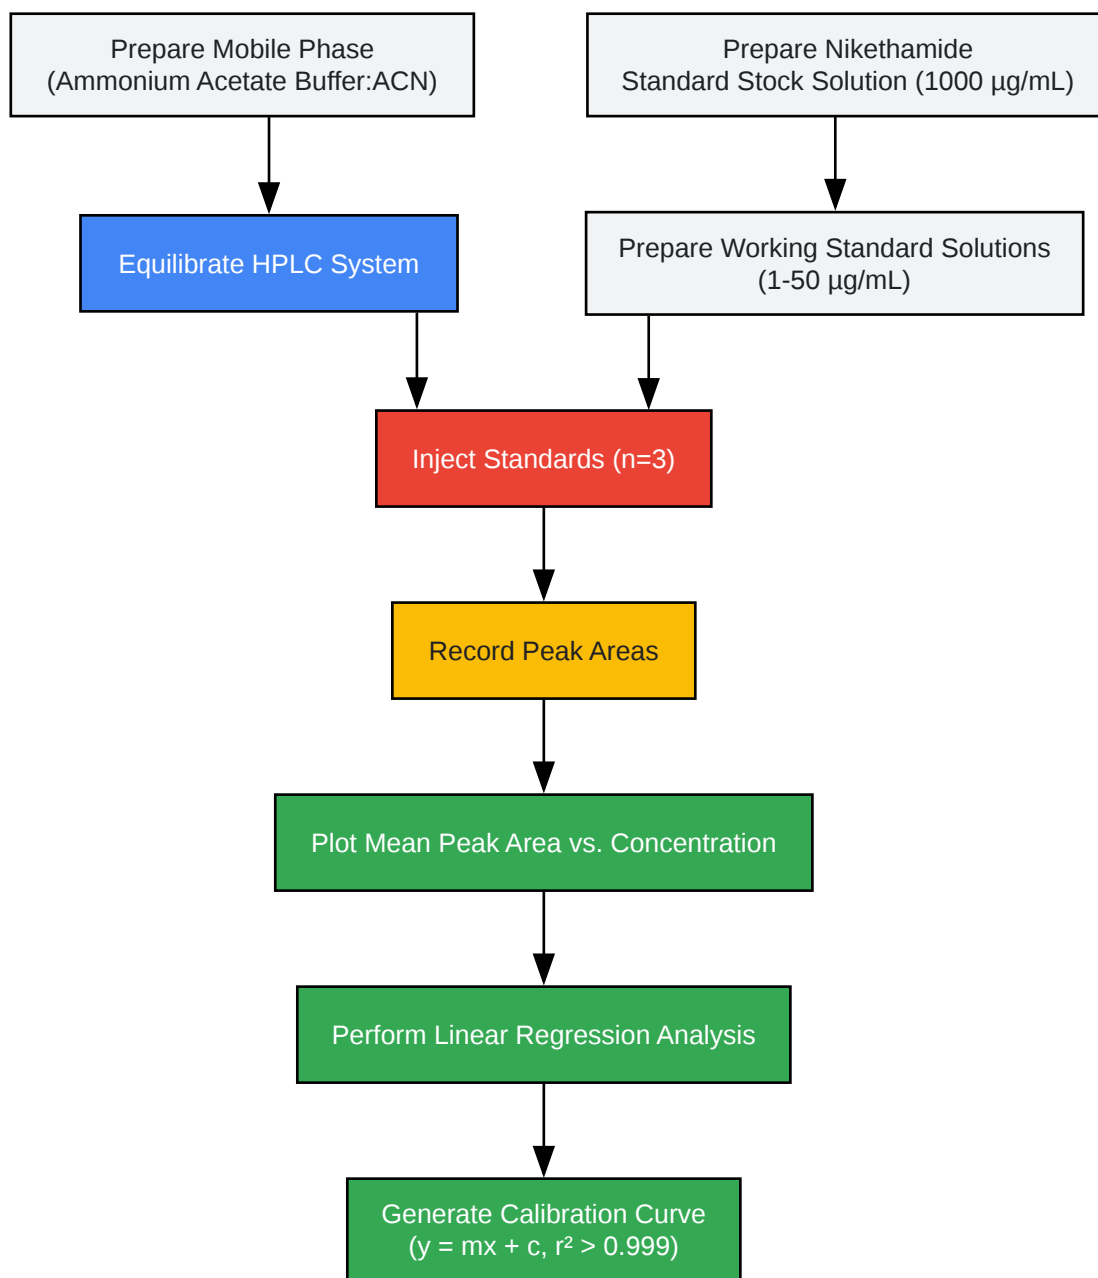 Prepare Mobile Phase
(Ammonium Acetate Buffer:ACN)
Prepare Nikethamide
Standard Stock Solution (1000 µg/mL)
Equilibrate HPLC System
Prepare Working Standard Solutions
(1-50 µg/mL)
Inject Standards (n=3)
Record Peak Areas
Plot Mean Peak Area vs. Concentration
Perform Linear Regression Analysis
Generate Calibration Curve
(y = mx + c, r² > 0.999)